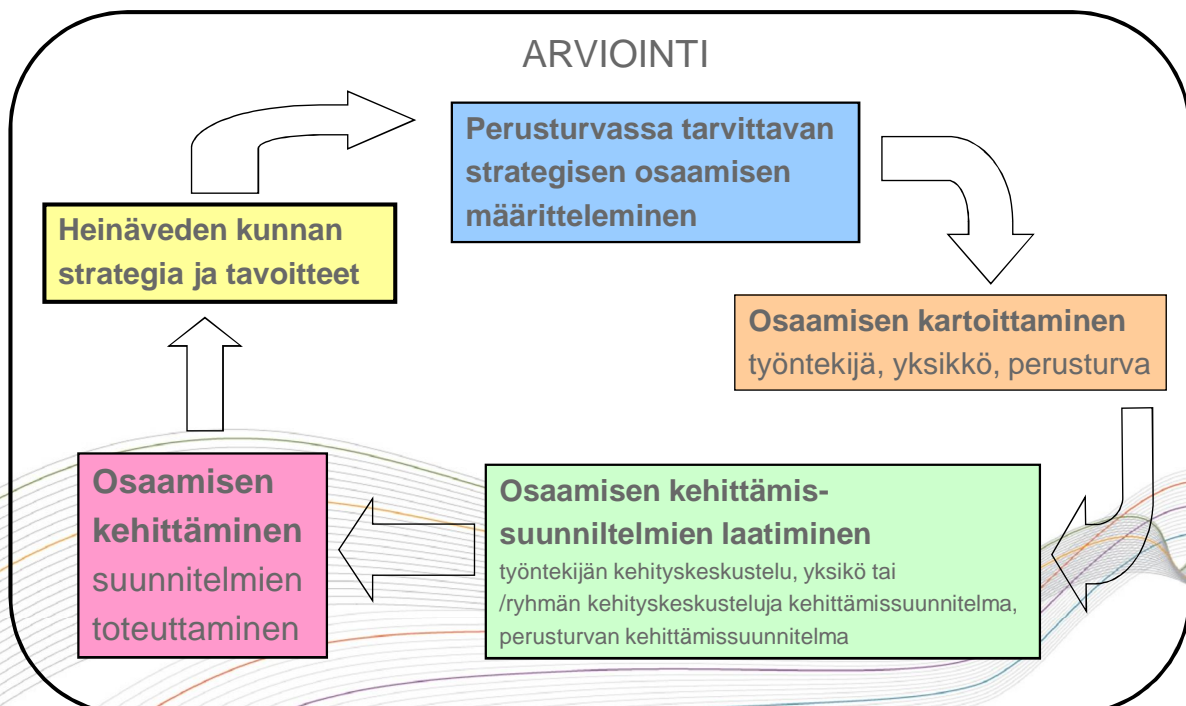 ARVIOINTI
Perusturvassa tarvittavan
strategisen osaamisen
määritteleminen
Heinäveden kunnan
strategia ja tavoitteet
Osaamisen kartoittaminen
työntekijä, yksikkö, perusturva
Osaamisen kehittämis-
suunniltelmien laatiminen
työntekijän kehityskeskustelu, yksikö tai
/ryhmän kehityskeskusteluja kehittämissuunnitelma,
perusturvan kehittämissuunnitelma
Osaamisen
kehittäminen
suunnitelmien
toteuttaminen